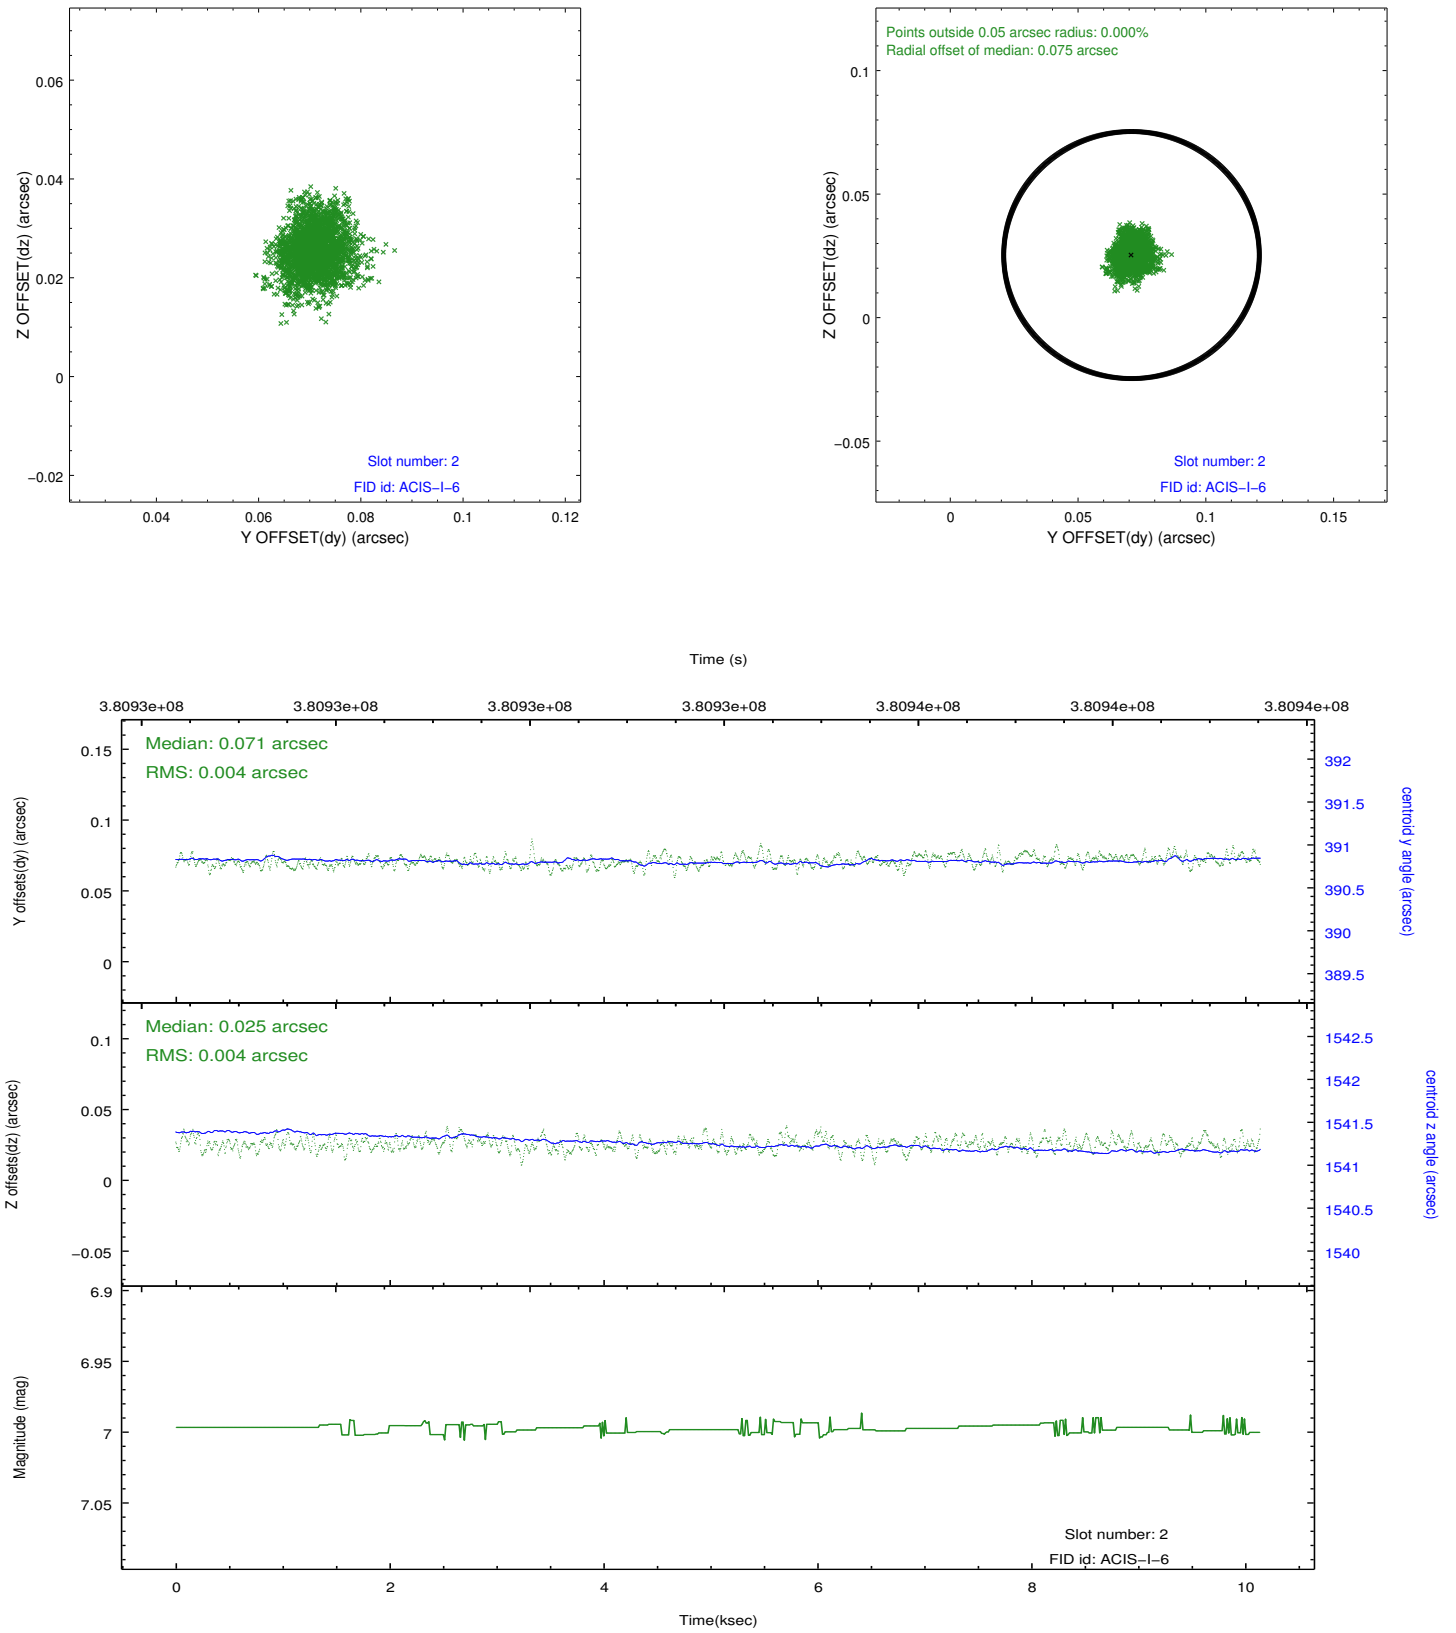 0.06
0.04
0.02
0
−0.02
Z OFFSET(dz) (arcsec)
Slot number: 2
FID id: ACIS−I−6
0.04 0.06 0.08 0.1 0.12
Y OFFSET(dy) (arcsec)
Points outside 0.05 arcsec radius: 0.000%
Radial offset of median: 0.075 arcsec
0.1
0.05
0
−0.05
Z OFFSET(dz) (arcsec)
Slot number: 2
FID id: ACIS−I−6
0 0.05 0.1 0.15
Y OFFSET(dy) (arcsec)
Time (s)
3.8093e+08 3.8093e+08 3.8093e+08 3.8093e+08 3.8094e+08 3.8094e+08 3.8094e+08
Median: 0.071 arcsec
RMS: 0.004 arcsec
0.15
0.1
0.05
0
Y offsets(dy) (arcsec)
392
391.5
391
390.5
390
389.5
centroid y angle (arcsec)
Median: 0.025 arcsec
RMS: 0.004 arcsec
0.1
0.05
0
−0.05
Z offsets(dz) (arcsec)
1542.5
1542
1541.5
1541
1540.5
1540
centroid z angle (arcsec)
6.9
6.95
7
7.05
Magnitude (mag)
Slot number: 2
FID id: ACIS−I−6
0 2 4 6 8 10
Time(ksec)